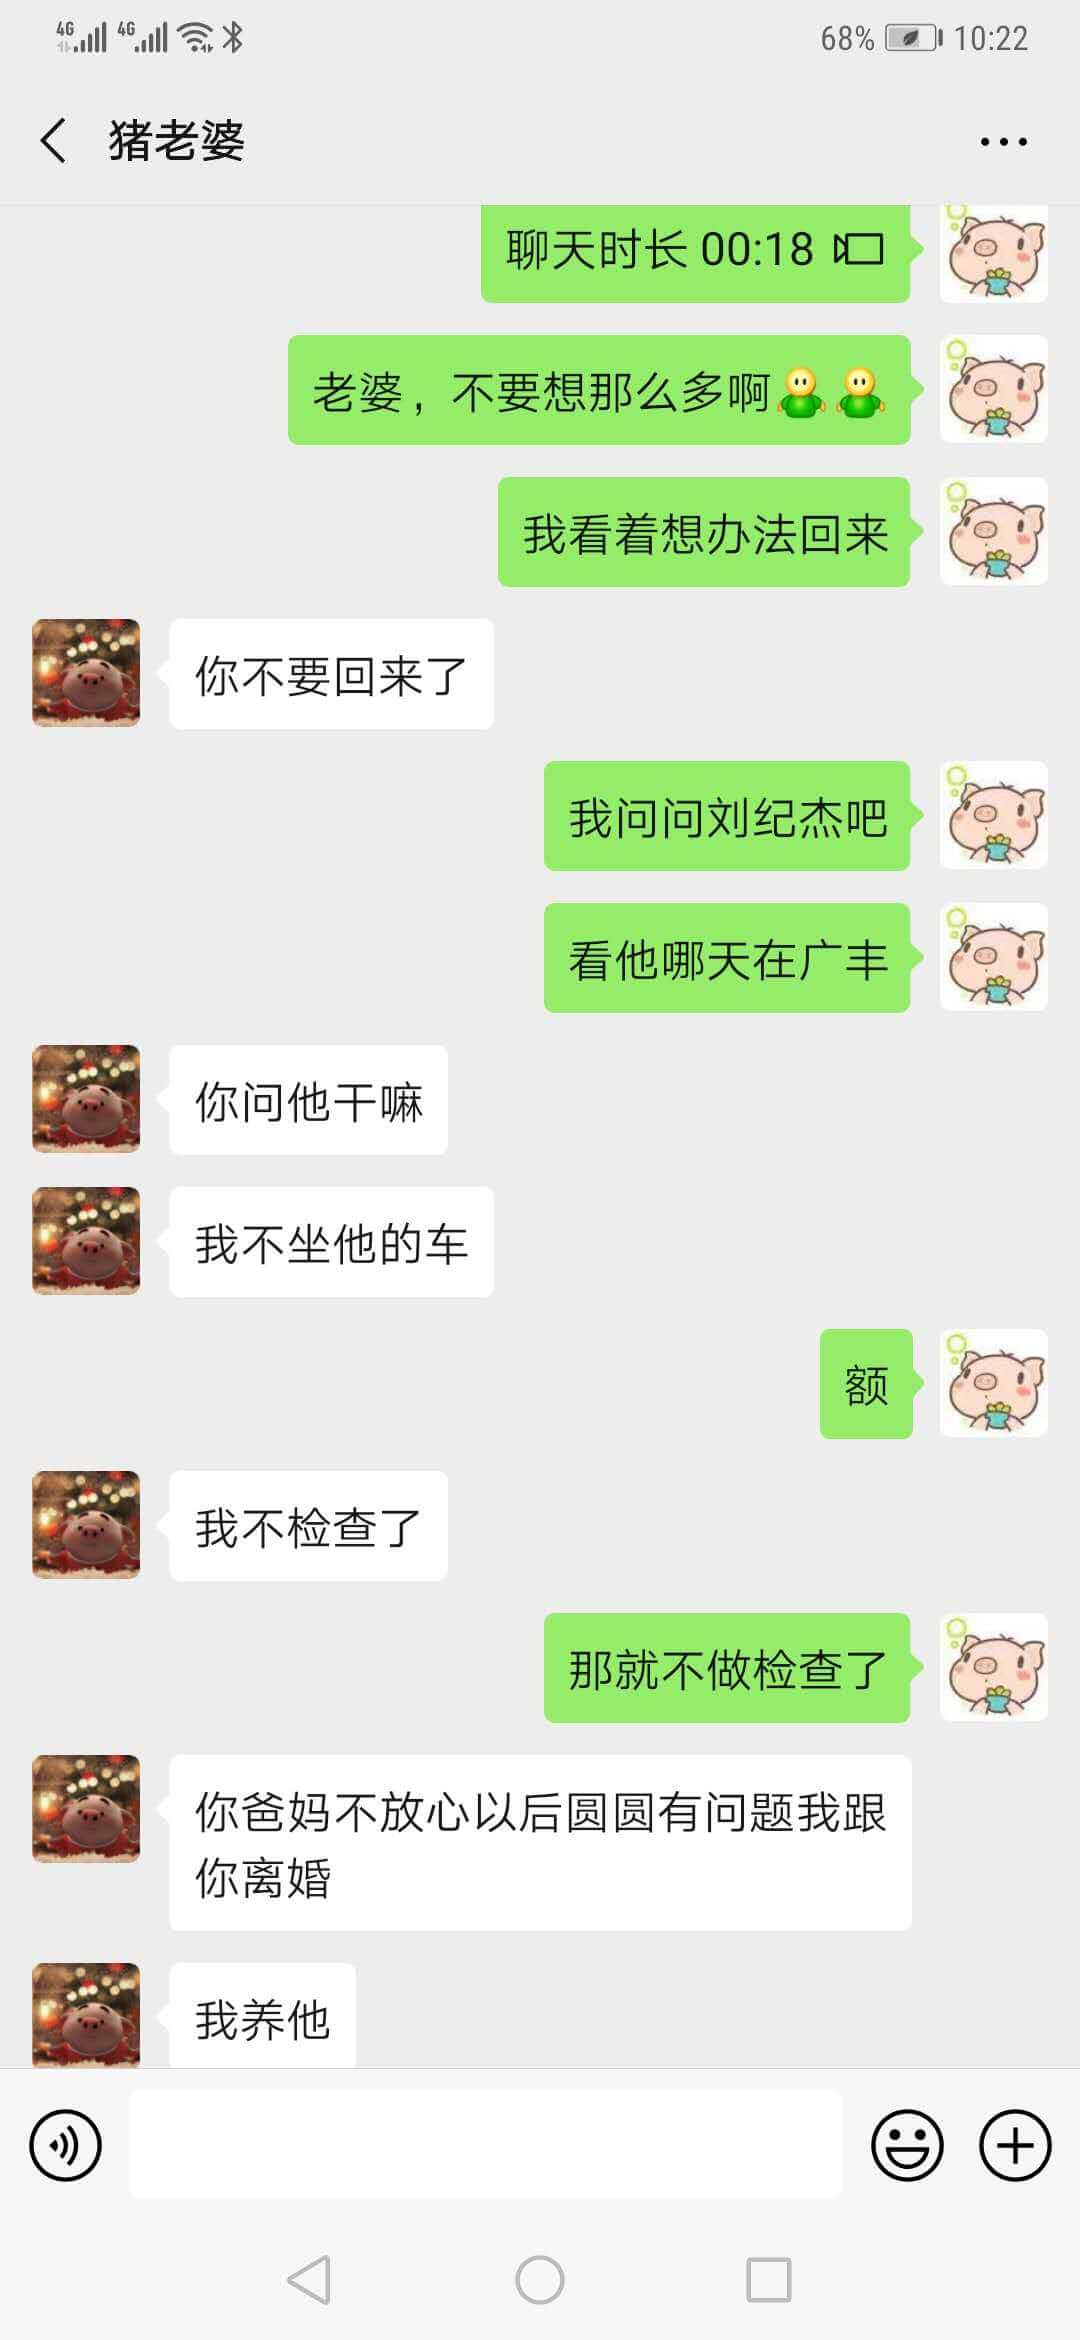 4G 4G 68% 10:22
猪老婆
聊天时长 00:18
老婆，不要想那么多啊
我看着想办法回来
你不要回来了
我问问刘纪杰吧
看他哪天在广丰
你问他干嘛
我不坐他的车
额
我不检查了
那就不做检查了
你爸妈不放心以后圆圆有问题我跟
你离婚
我养他